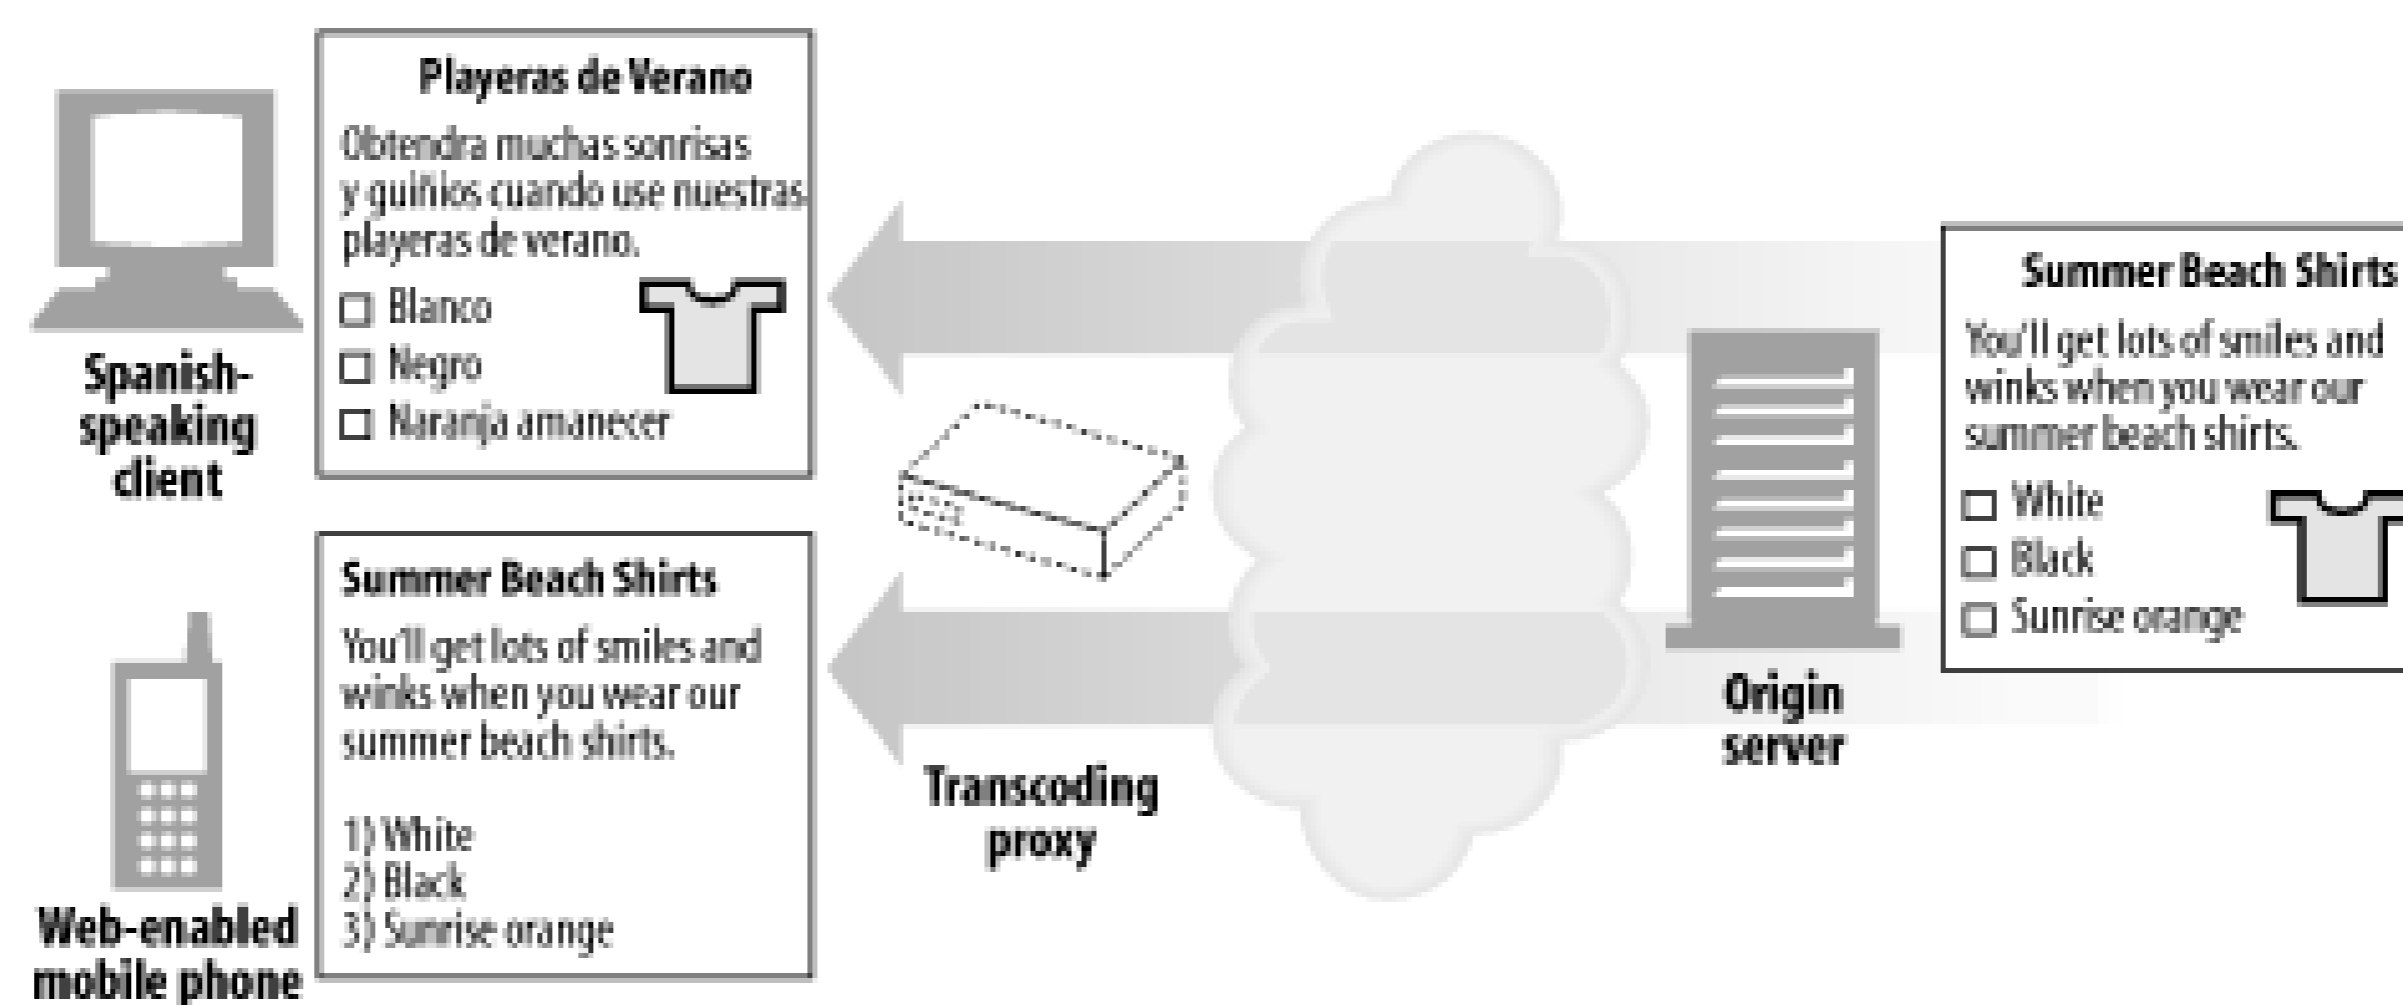 Playeras de Verano
Obtendra muchas sonrisas
y guiñios cuando use nuestras
playeras de verano.
Blanco
Negro
Naranja amanecer
Spanish-
speaking
client
Summer Beach Shirts
You'll get lots of smiles and
winks when you wear our
summer beach shirts.
1) White
2) Black
3) Sunrise orange
Web-enabled
mobile phone
Transcoding
proxy
Origin
server
Summer Beach Shirts
You'll get lots of smiles and
winks when you wear our
summer beach shirts.
White
Black
Sunrise orange